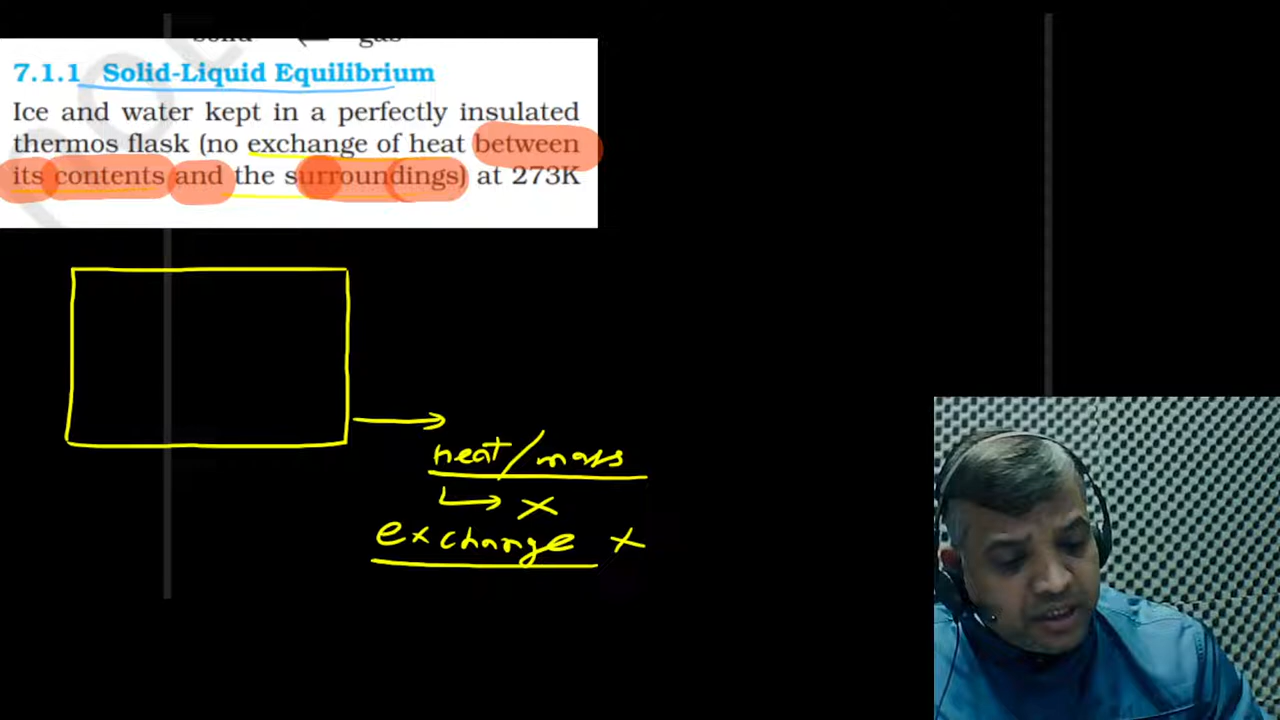 7.1.1 Solid-Liquid Equilibrium
Ice and water kept in a perfectly insulated
thermos flask (no exchange of heat between
its contents and the surroundings) at 273K
heat/mass
↳ x
exchange x